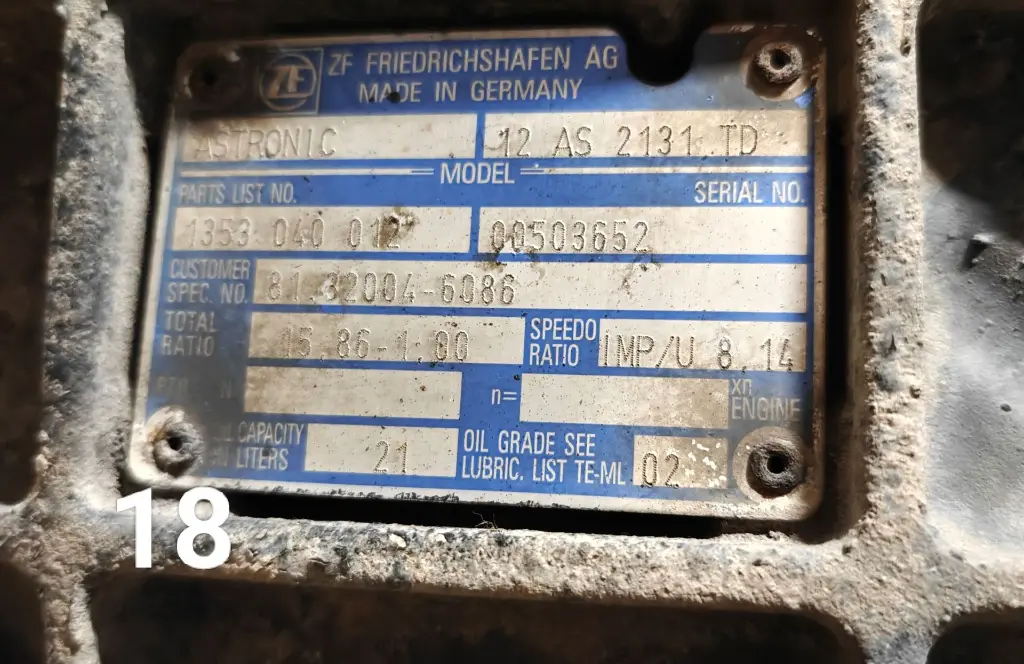 ZF
ZF FRIEDRICHSHAFEN AG
MADE IN GERMANY
ASTRONIC 12 AS 2131 TD
MODEL
PARTS LIST NO. SERIAL NO.
1353 040 012 00503652
CUSTOMER
SPEC. NO. 81.32004-6086
TOTAL
RATIO 15.86-1.00 SPEEDO
RATIO IMP/U 8.14
N n= xn
ENGINE
CAPACITY
LITERS 21 OIL GRADE SEE
LUBRIC. LIST TE-ML 02
18